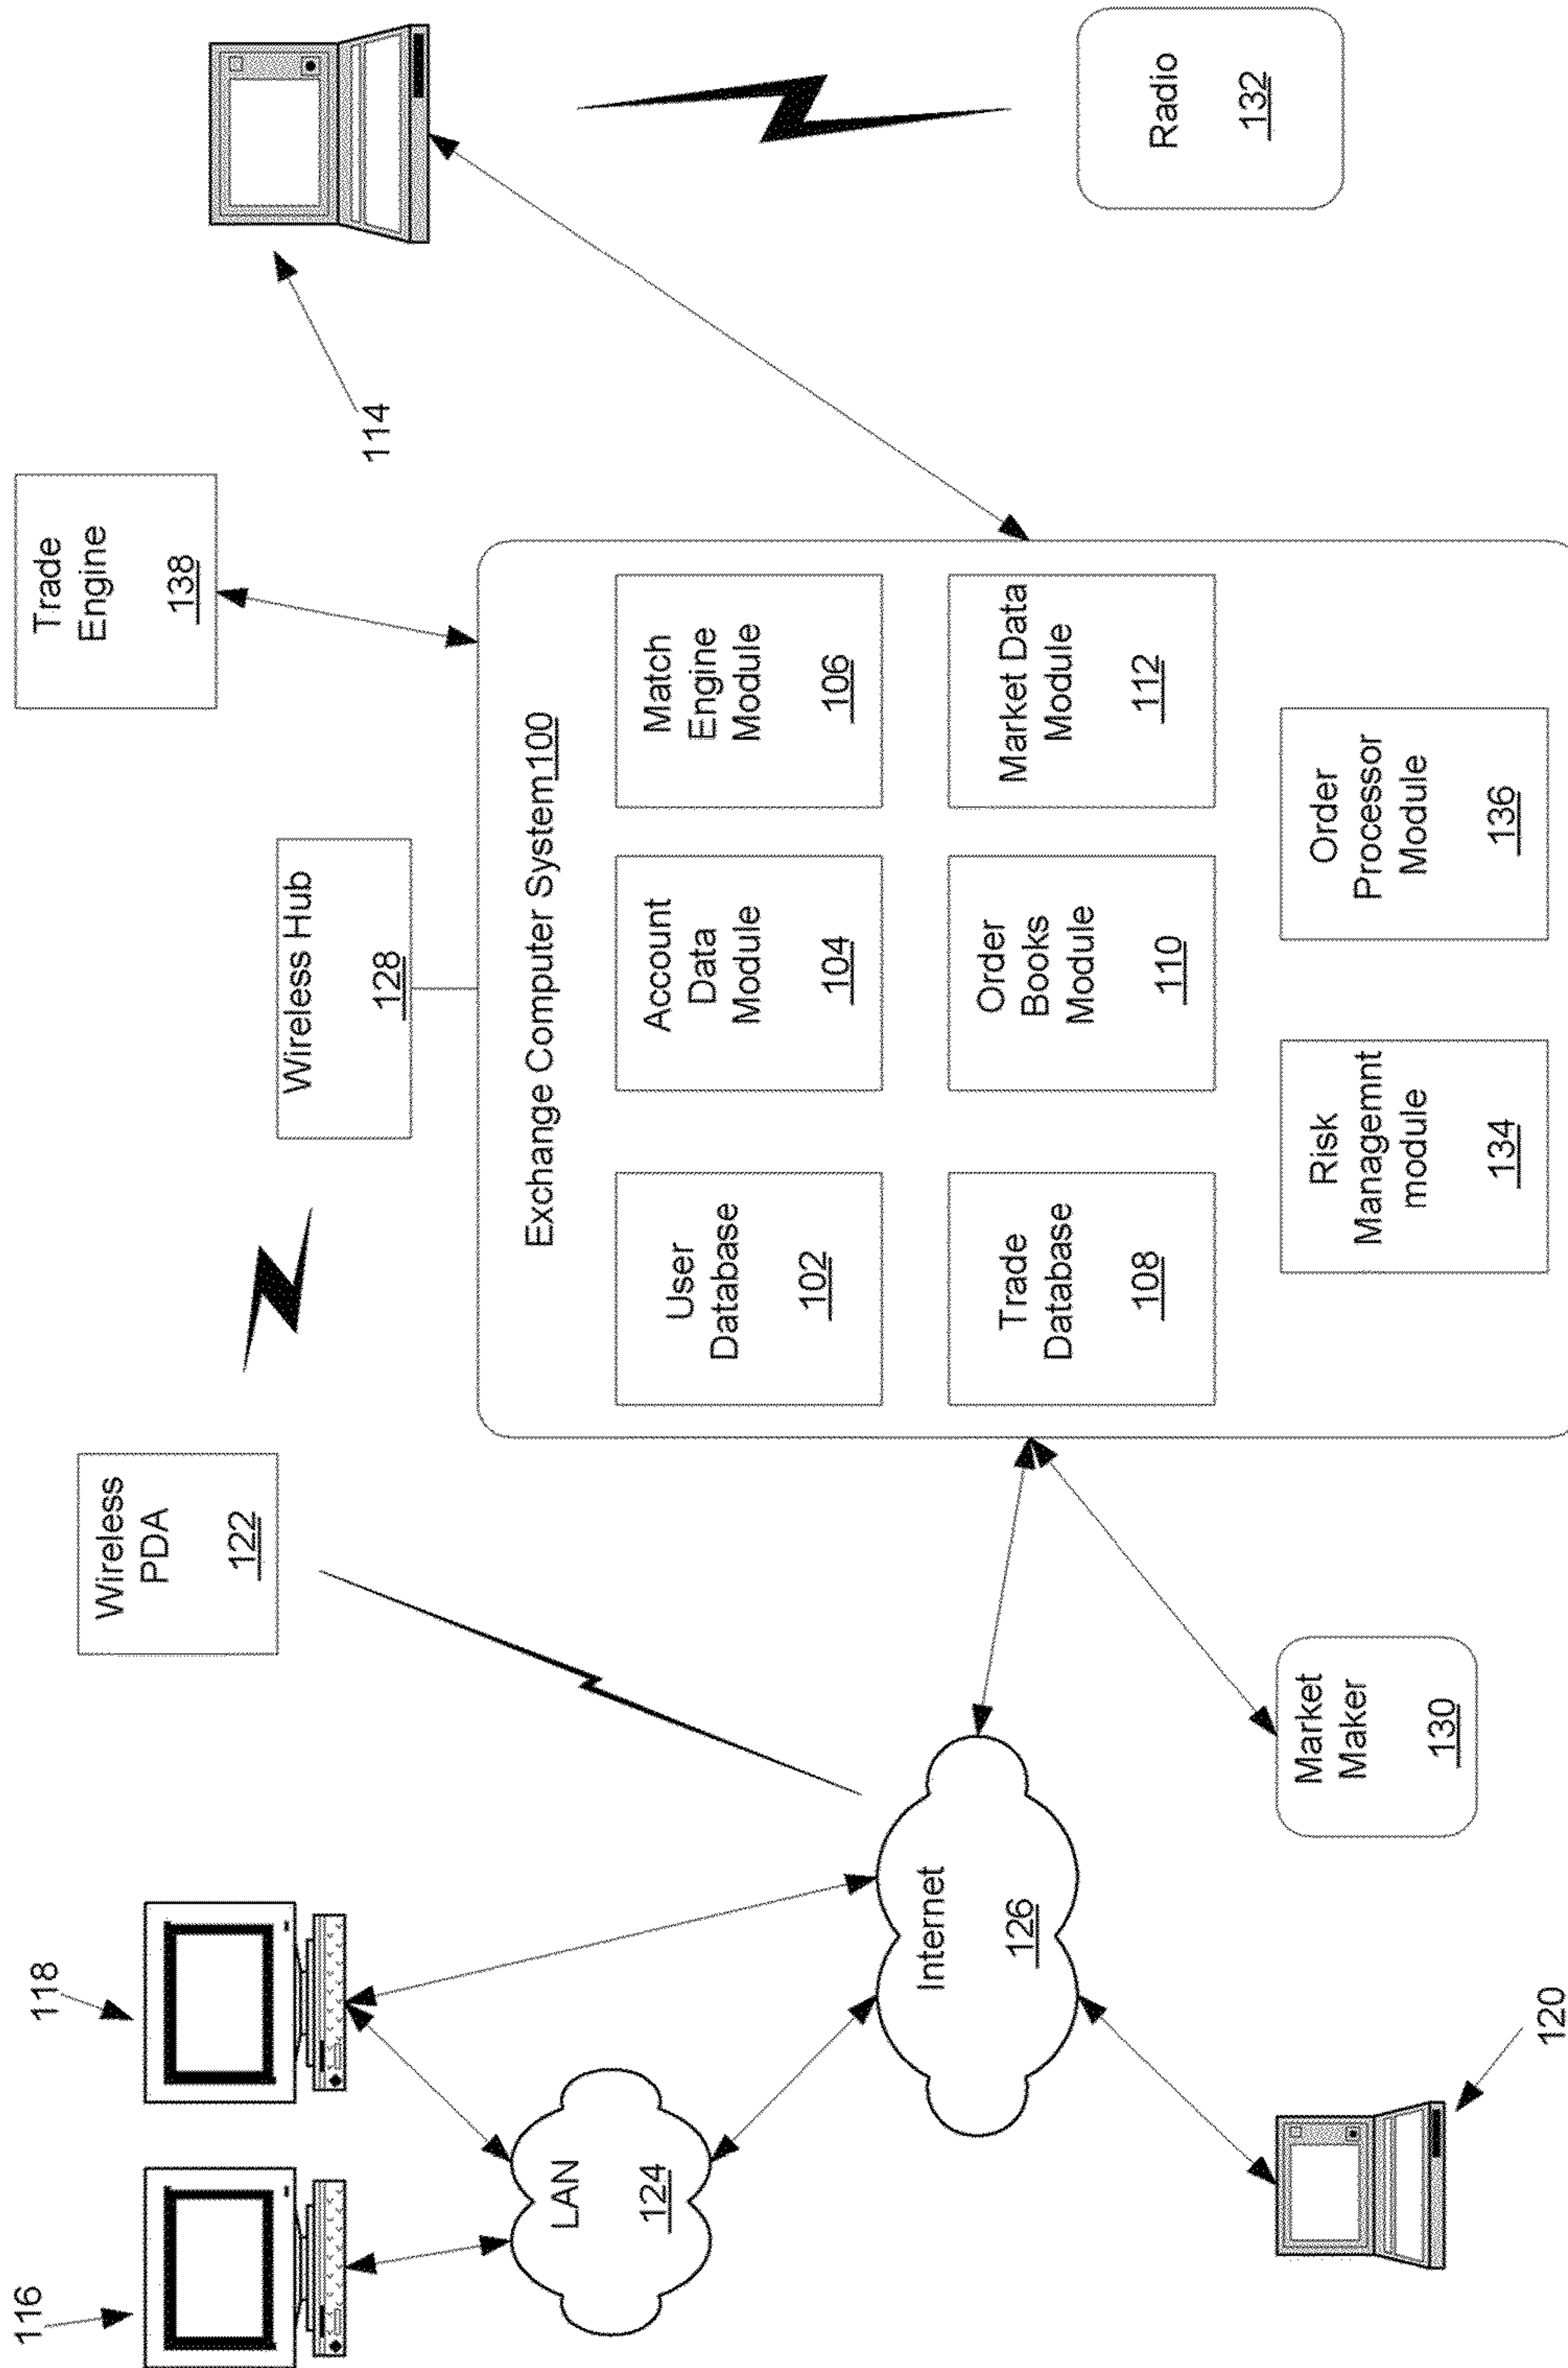 116
118
Wireless
PDA
122
Wireless Hub
128
Trade
Engine
138
114
LAN
124
Internet
126
Exchange Computer System100
User
Database
102
Account
Data
Module
104
Match
Engine
Module
106
Trade
Database
108
Order
Books
Module
110
Market Data
Module
112
Risk
Managemnt
module
134
Order
Processor
Module
136
120
Market
Maker
130
Radio
132